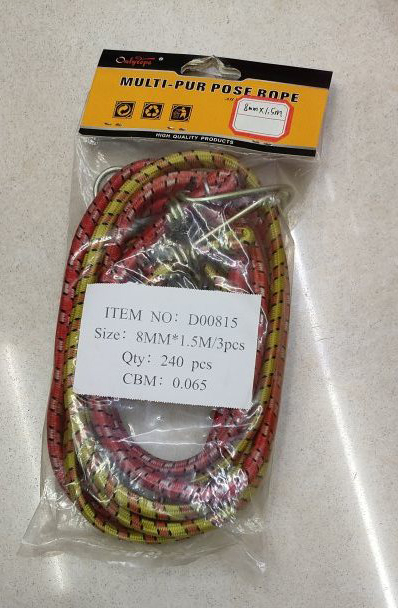 Onlyrope ®
MULTI-PUR POSE ROPE
8mm×1.5m
HIGH QUALITY PRODUCTS
ITEM NO: D00815
Size: 8MM*1.5M/3pcs
Qty: 240 pcs
CBM: 0.065